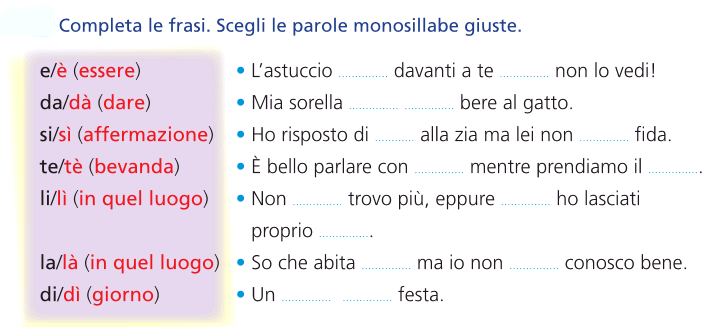 Completa le frasi. Scegli le parole monosillabe giuste.
e/è (essere) • L'astuccio ............... davanti a te ............... non lo vedi!
da/dà (dare) • Mia sorella ............... ............... bere al gatto.
si/sì (affermazione) • Ho risposto di ............... alla zia ma lei non ............... fida.
te/tè (bevanda) • È bello parlare con ............... mentre prendiamo il ...............
li/lì (in quel luogo) • Non ............... trovo più, eppure ............... ho lasciati
proprio ...............
la/là (in quel luogo) • So che abita ............... ma io non ............... conosco bene.
di/dì (giorno) • Un ............... ............... festa.